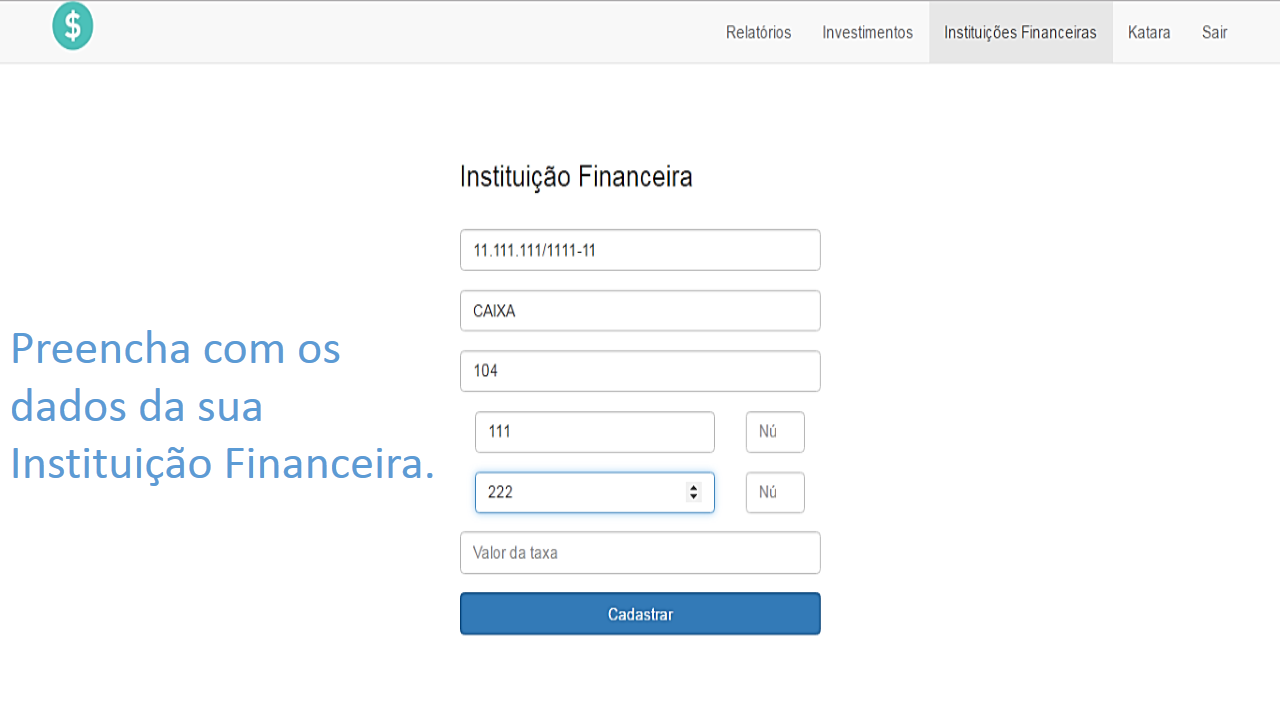 $
Relatórios Investimentos Instituições Financeiras Katara Sair
Instituição Financeira
11.111.111/1111-11
CAIXA
104
111 Nú
222 Nú
Valor da taxa
Cadastrar
Preencha com os
dados da sua
Instituição Financeira.